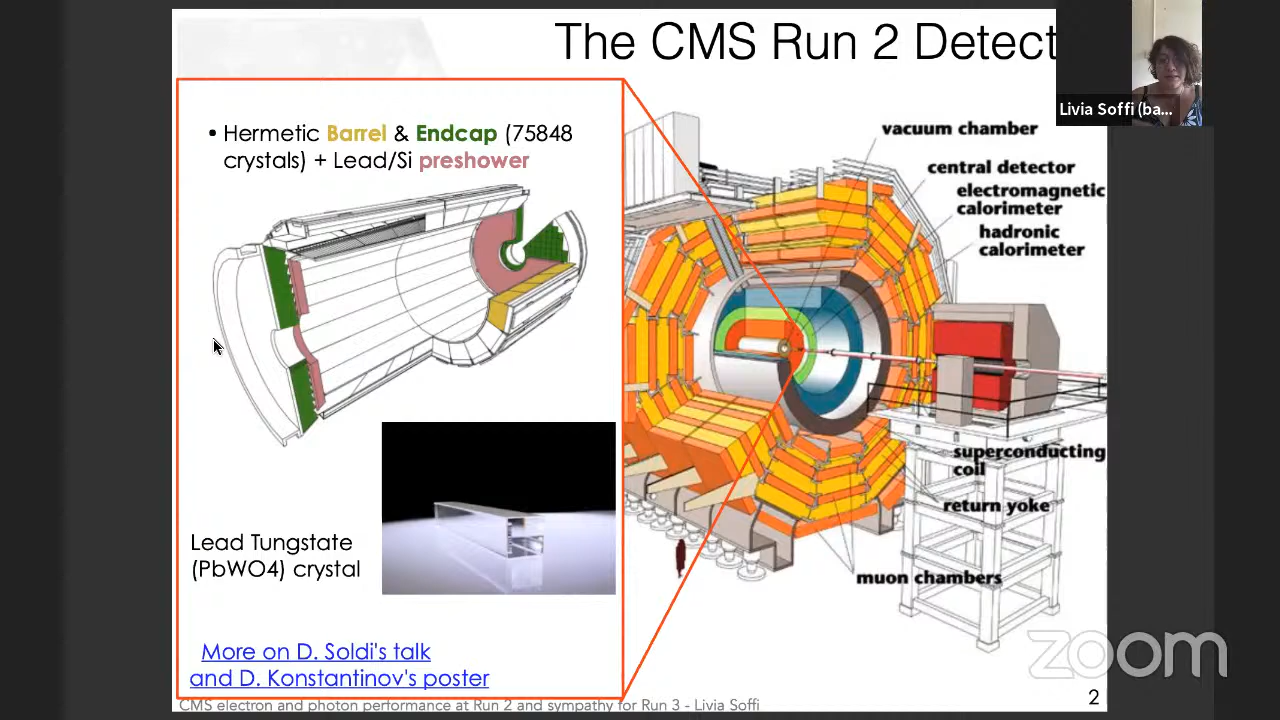 The CMS Run 2 Detect
Livia Soffi (ba...
• Hermetic Barrel & Endcap (75848
crystals) + Lead/Si preshower
vacuum chamber
central detector
electromagnetic
calorimeter
hadronic
calorimeter
superconducting
coil
return yoke
muon chambers
Lead Tungstate
(PbWO4) crystal
More on D. Soldi's talk
and D. Konstantinov's poster
CMS electron and photon performance at Run 2 and sympathy for Run 3 - Livia Soffi
2
zoom